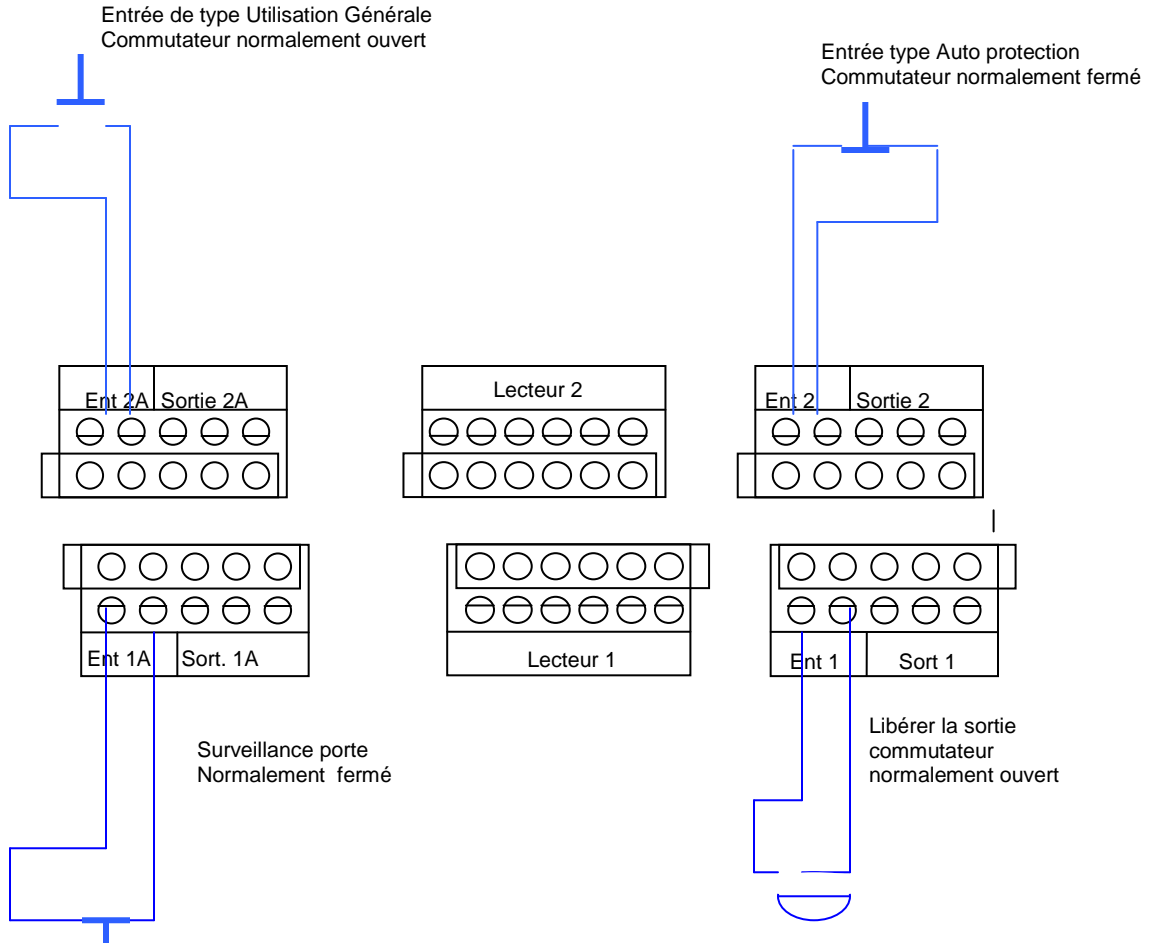 Entrée de type Utilisation Générale
Commutateur normalement ouvert
Entrée type Auto protection
Commutateur normalement fermé
Ent 2A
Sortie 2A
Lecteur 2
Ent 2
Sortie 2
Ent 1A
Sort. 1A
Lecteur 1
Ent 1
Sort 1
Surveillance porte
Normalement  fermé
Libérer la sortie
commutateur
normalement ouvert